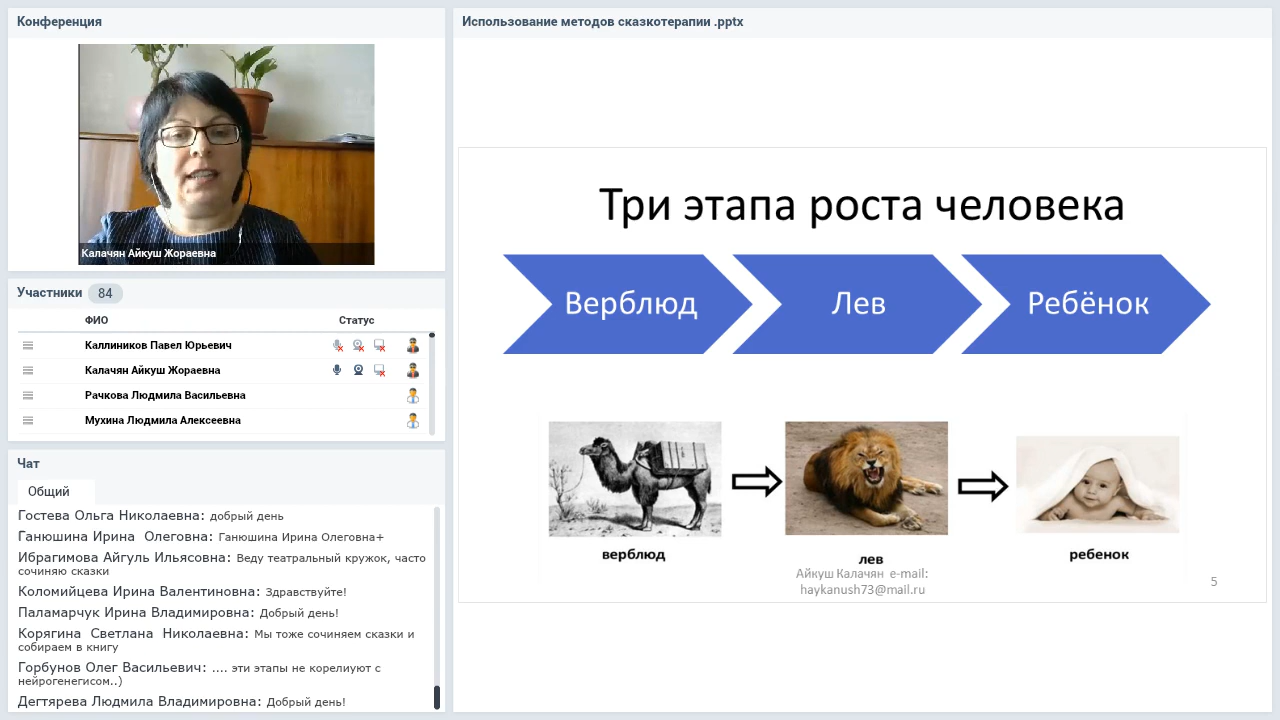 Конференция
Калачян Айкуш Жораевна
Участники 84
ФИО Статус
Каллиников Павел Юрьевич
Калачян Айкуш Жораевна
Рачкова Людмила Васильевна
Мухина Людмила Алексеевна
Чат
Общий
Гостева Ольга Николаевна: добрый день
Ганюшина Ирина Олеговна: Ганюшина Ирина Олеговна+
Ибрагимова Айгуль Ильясовна: Веду театральный кружок, часто
сочиняю сказки
Коломийцева Ирина Валентиновна: Здравствуйте!
Паламарчук Ирина Владимировна: Добрый день!
Корягина Светлана Николаевна: Мы тоже сочиняем сказки и
собираем в книгу
Горбунов Олег Васильевич: .... эти этапы не корелиуют с
нейрогенегисом..)
Дегтярева Людмила Владимировна: Добрый день!
Использование методов сказкотерапии .pptx
Три этапа роста человека
Верблюд Лев Ребёнок
верблюд лев ребенок
Айкуш Калачян e-mail:
haykanush73@mail.ru
5